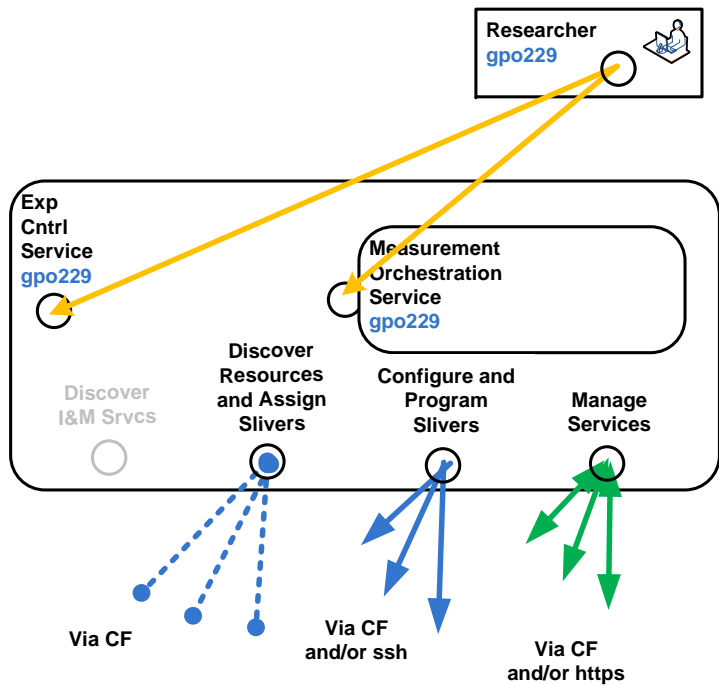 Researcher
gpo229
Exp
Cntrl
Service
gpo229
Measurement
Orchestration
Service
gpo229
Discover
I&M Srvcs
Discover
Resources
and Assign
Slivers
Configure and
Program
Slivers
Manage
Services
Via CF
Via CF
and/or ssh
Via CF
and/or https